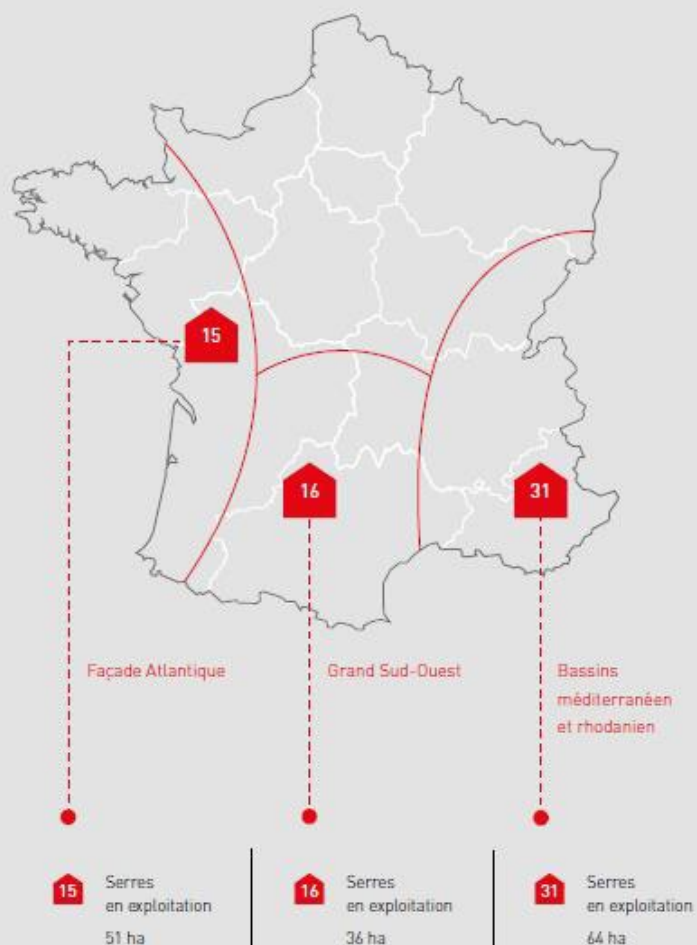 15
16
31
Façade Atlantique
Grand Sud-Ouest
Bassins
méditerranéen
et rhodanien
15
Serres
en exploitation
51 ha
16
Serres
en exploitation
36 ha
31
Serres
en exploitation
64 ha